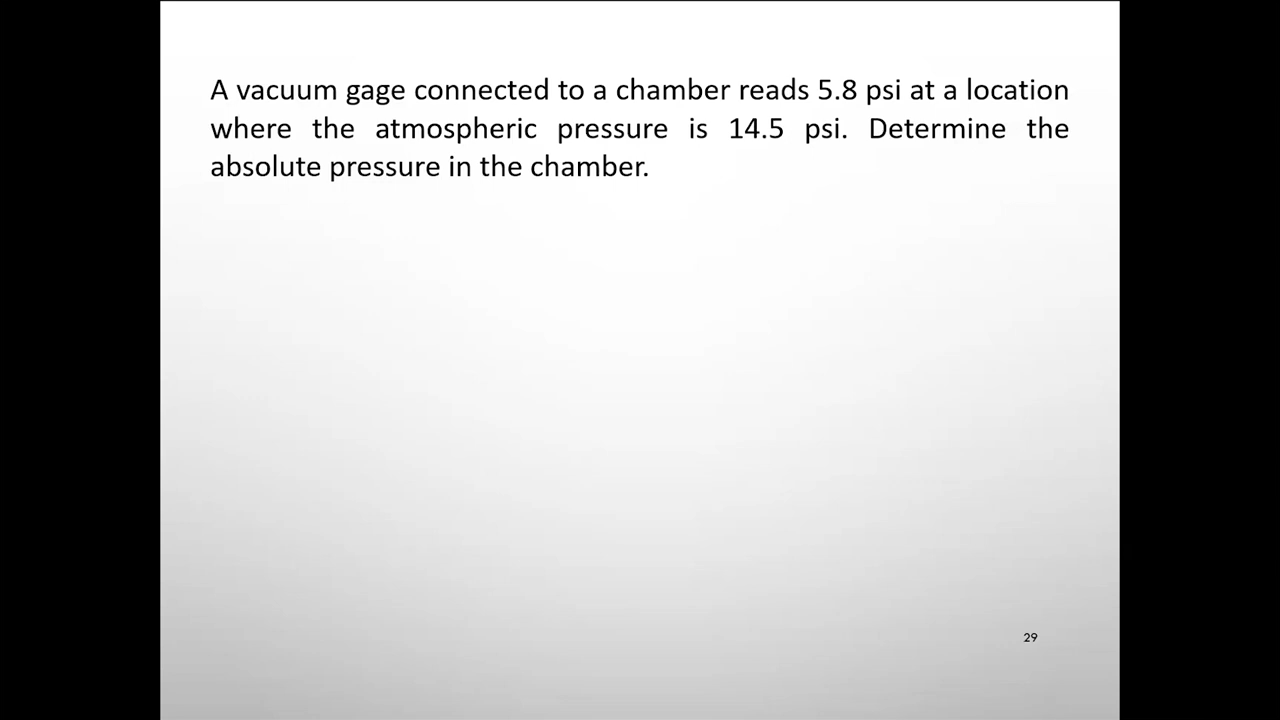 A vacuum gage connected to a chamber reads 5.8 psi at a location
where the atmospheric pressure is 14.5 psi. Determine the
absolute pressure in the chamber.
29